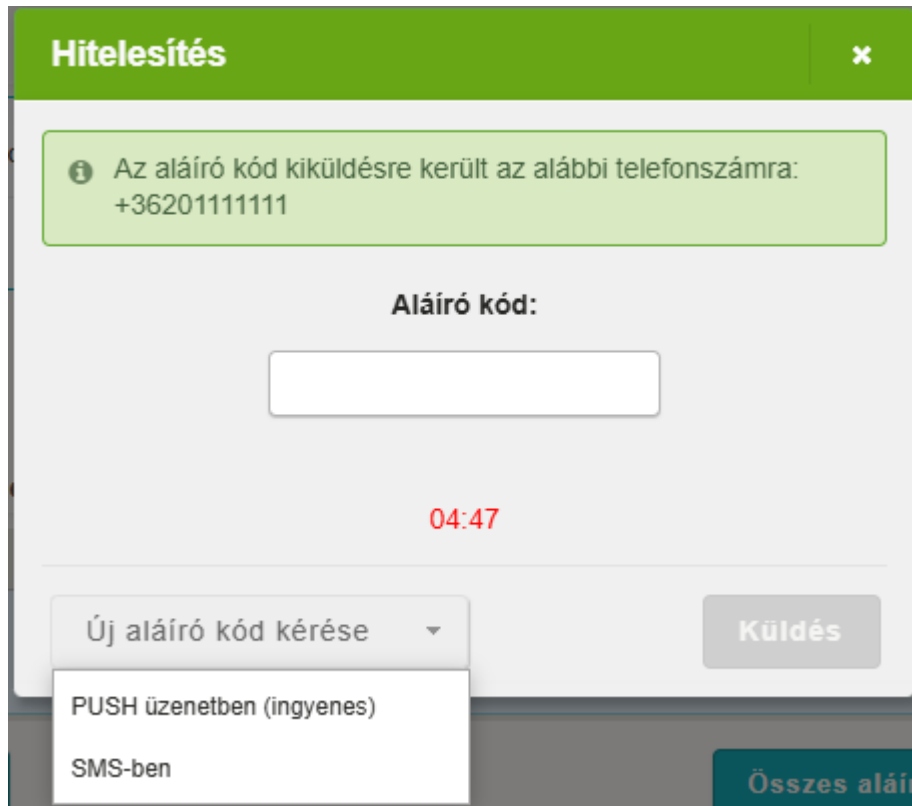 Hitelesítés
Az aláíró kód kiküldésre került az alábbi telefonszámra:
+36201111111
Aláíró kód:
04:47
Új aláíró kód kérése
Küldés
PUSH üzenetben (ingyenes)
SMS-ben
Összes